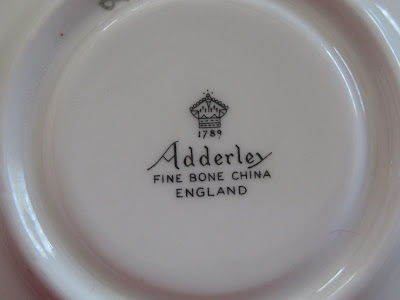 1789
Adderley
FINE BONE CHINA
ENGLAND